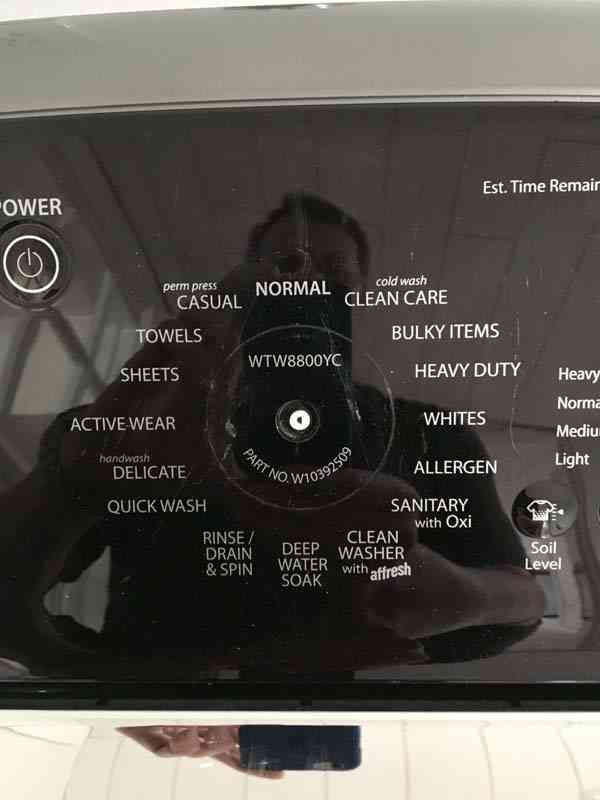 Est. Time Remain
POWER
perm press
CASUAL
NORMAL
cold wash
CLEAN CARE
TOWELS
BULKY ITEMS
SHEETS
WTW8800YC
HEAVY DUTY
Heavy
ACTIVE WEAR
WHITES
Norma
Mediu
handwash
DELICATE
PART NO. W10392509
ALLERGEN
Light
QUICK WASH
SANITARY
with Oxi
RINSE /
DRAIN
& SPIN
DEEP
WATER
SOAK
CLEAN
WASHER
with affresh
Soil
Level